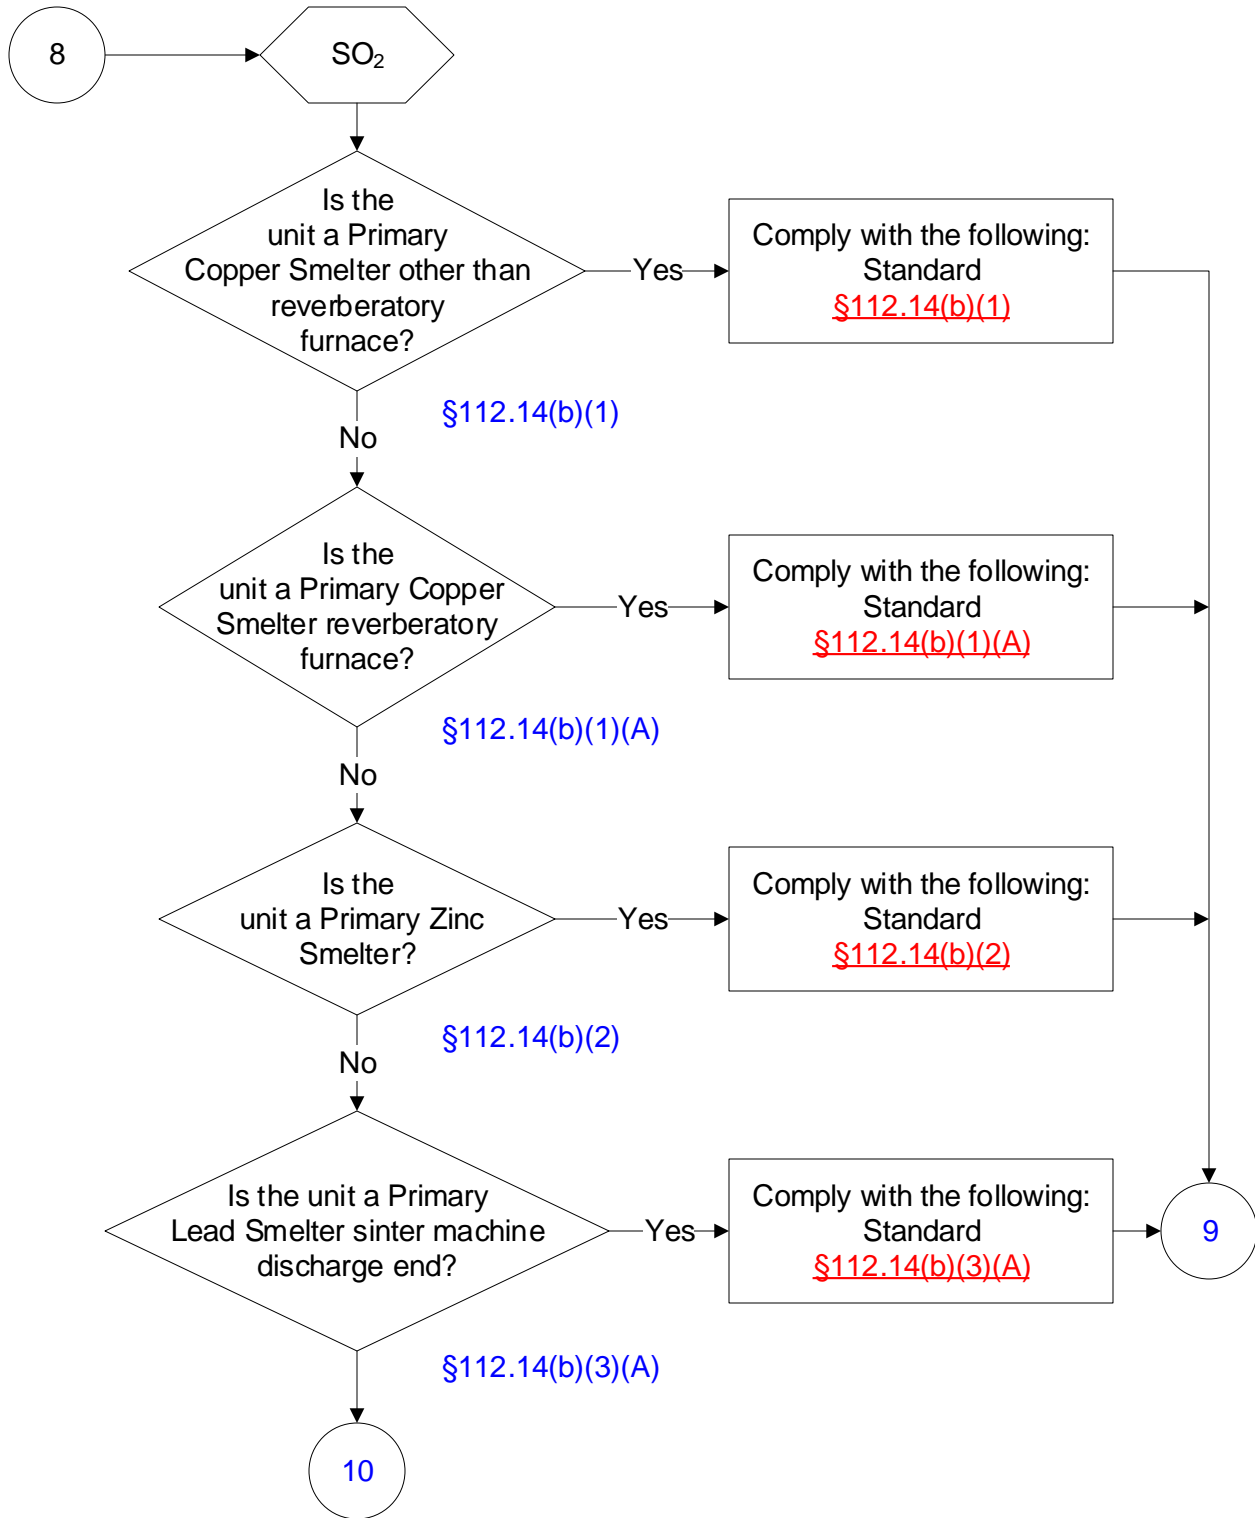 8
SO₂
Is the
unit a Primary
Copper Smelter other than
reverberatory
furnace?
Yes
Comply with the following:
Standard
§112.14(b)(1)
§112.14(b)(1)
No
Is the
unit a Primary Copper
Smelter reverberatory
furnace?
Yes
Comply with the following:
Standard
§112.14(b)(1)(A)
§112.14(b)(1)(A)
No
Is the
unit a Primary Zinc
Smelter?
Yes
Comply with the following:
Standard
§112.14(b)(2)
§112.14(b)(2)
No
Is the unit a Primary
Lead Smelter sinter machine
discharge end?
Yes
Comply with the following:
Standard
§112.14(b)(3)(A)
9
§112.14(b)(3)(A)
10